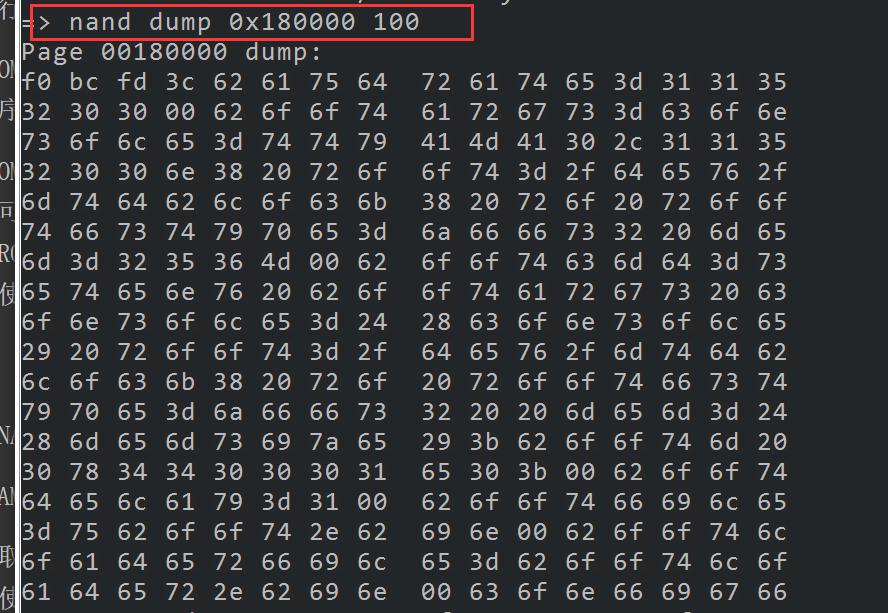 => nand dump 0x180000 100
Page 00180000 dump:
f0 bc fd 3c 62 61 75 64 72 61 74 65 3d 31 31 35
32 30 30 00 62 6f 6f 74 61 72 67 73 3d 63 6f 6e
73 6f 6c 65 3d 74 74 79 41 4d 41 30 2c 31 31 35
32 30 30 6e 38 20 72 6f 6f 74 3d 2f 64 65 76 2f
6d 74 64 62 6c 6f 63 6b 38 20 72 6f 20 72 6f 6f
74 66 73 74 79 70 65 3d 6a 66 66 73 32 20 6d 65
6d 3d 32 35 36 4d 00 62 6f 6f 74 63 6d 64 3d 73
65 74 65 6e 76 20 62 6f 6f 74 61 72 67 73 20 63
6f 6e 73 6f 6c 65 3d 24 28 63 6f 6e 73 6f 6c 65
29 20 72 6f 6f 74 3d 2f 64 65 76 2f 6d 74 64 62
6c 6f 63 6b 38 20 72 6f 20 72 6f 6f 74 66 73 74
79 70 65 3d 6a 66 66 73 32 20 20 6d 65 6d 3d 24
28 6d 65 6d 73 69 7a 65 29 3b 62 6f 6f 74 6d 20
30 78 34 34 30 30 30 31 65 30 3b 00 62 6f 6f 74
64 65 6c 61 79 3d 31 00 62 6f 6f 74 66 69 6c 65
3d 75 62 6f 6f 74 2e 62 69 6e 00 62 6f 6f 74 6c
6f 61 64 65 72 66 69 6c 65 3d 62 6f 6f 74 6c 6f
61 64 65 72 2e 62 69 6e 00 63 6f 6e 66 69 67 66